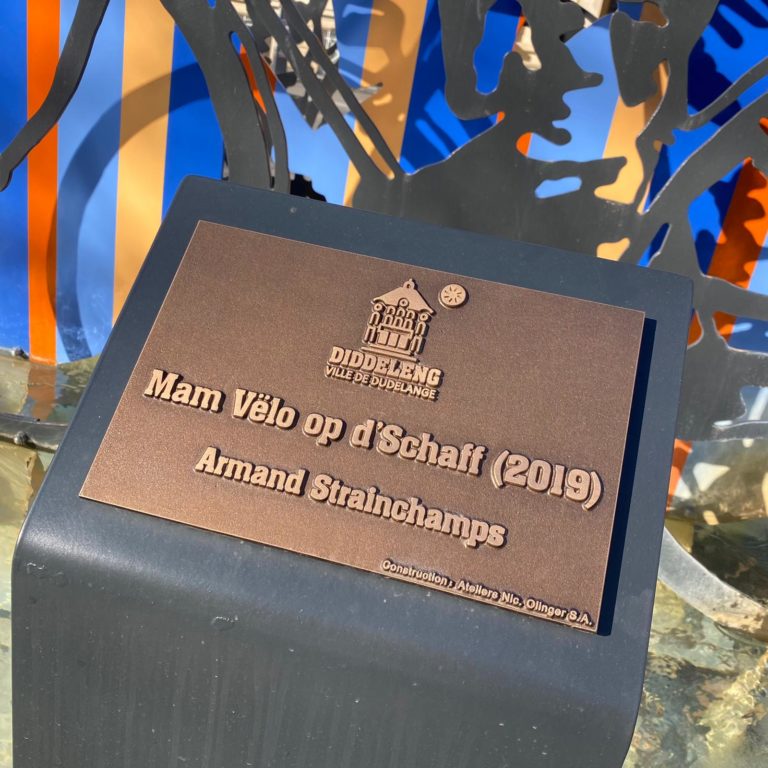 DIDDELENG
VILLE DE DUDELANGE
Mam Vëlo op d'Schaff (2019)
Armand Strainchamps
Construction : Ateliers Nic. Olinger S.A.